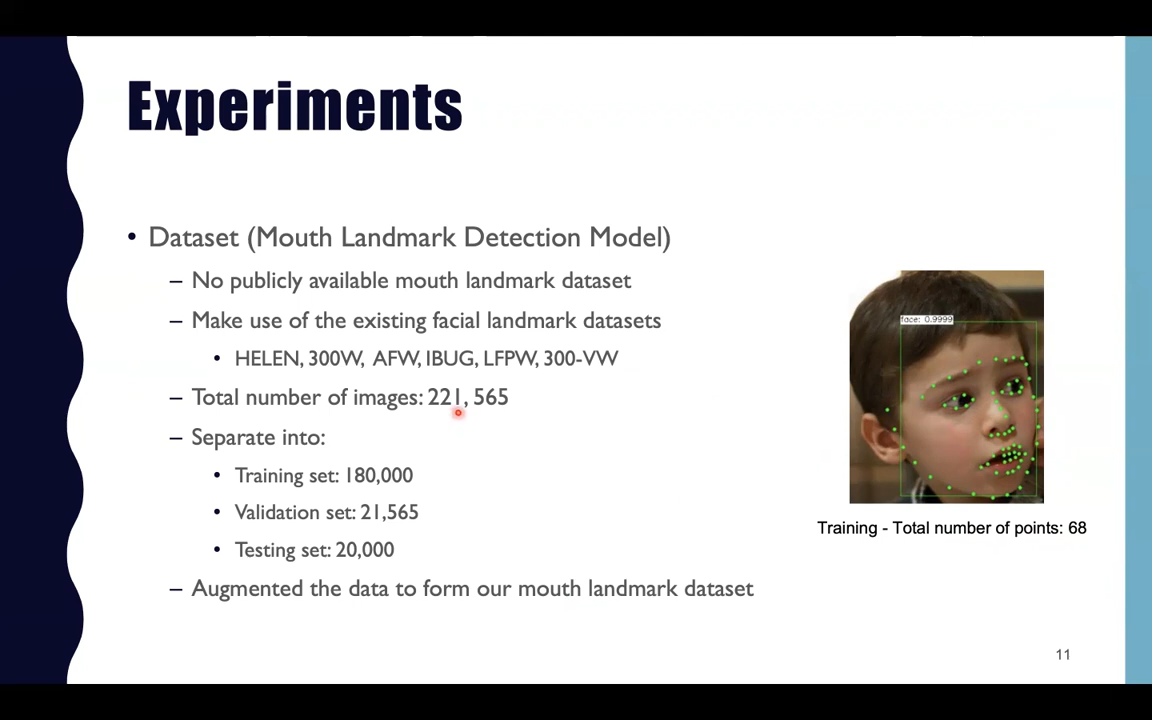 Experiments
• Dataset (Mouth Landmark Detection Model)
– No publicly available mouth landmark dataset
– Make use of the existing facial landmark datasets
• HELEN, 300W, AFW, IBUG, LFPW, 300-VW
– Total number of images: 221, 565
– Separate into:
• Training set: 180,000
• Validation set: 21,565
• Testing set: 20,000
– Augmented the data to form our mouth landmark dataset
face: 0.9999
Training - Total number of points: 68
11